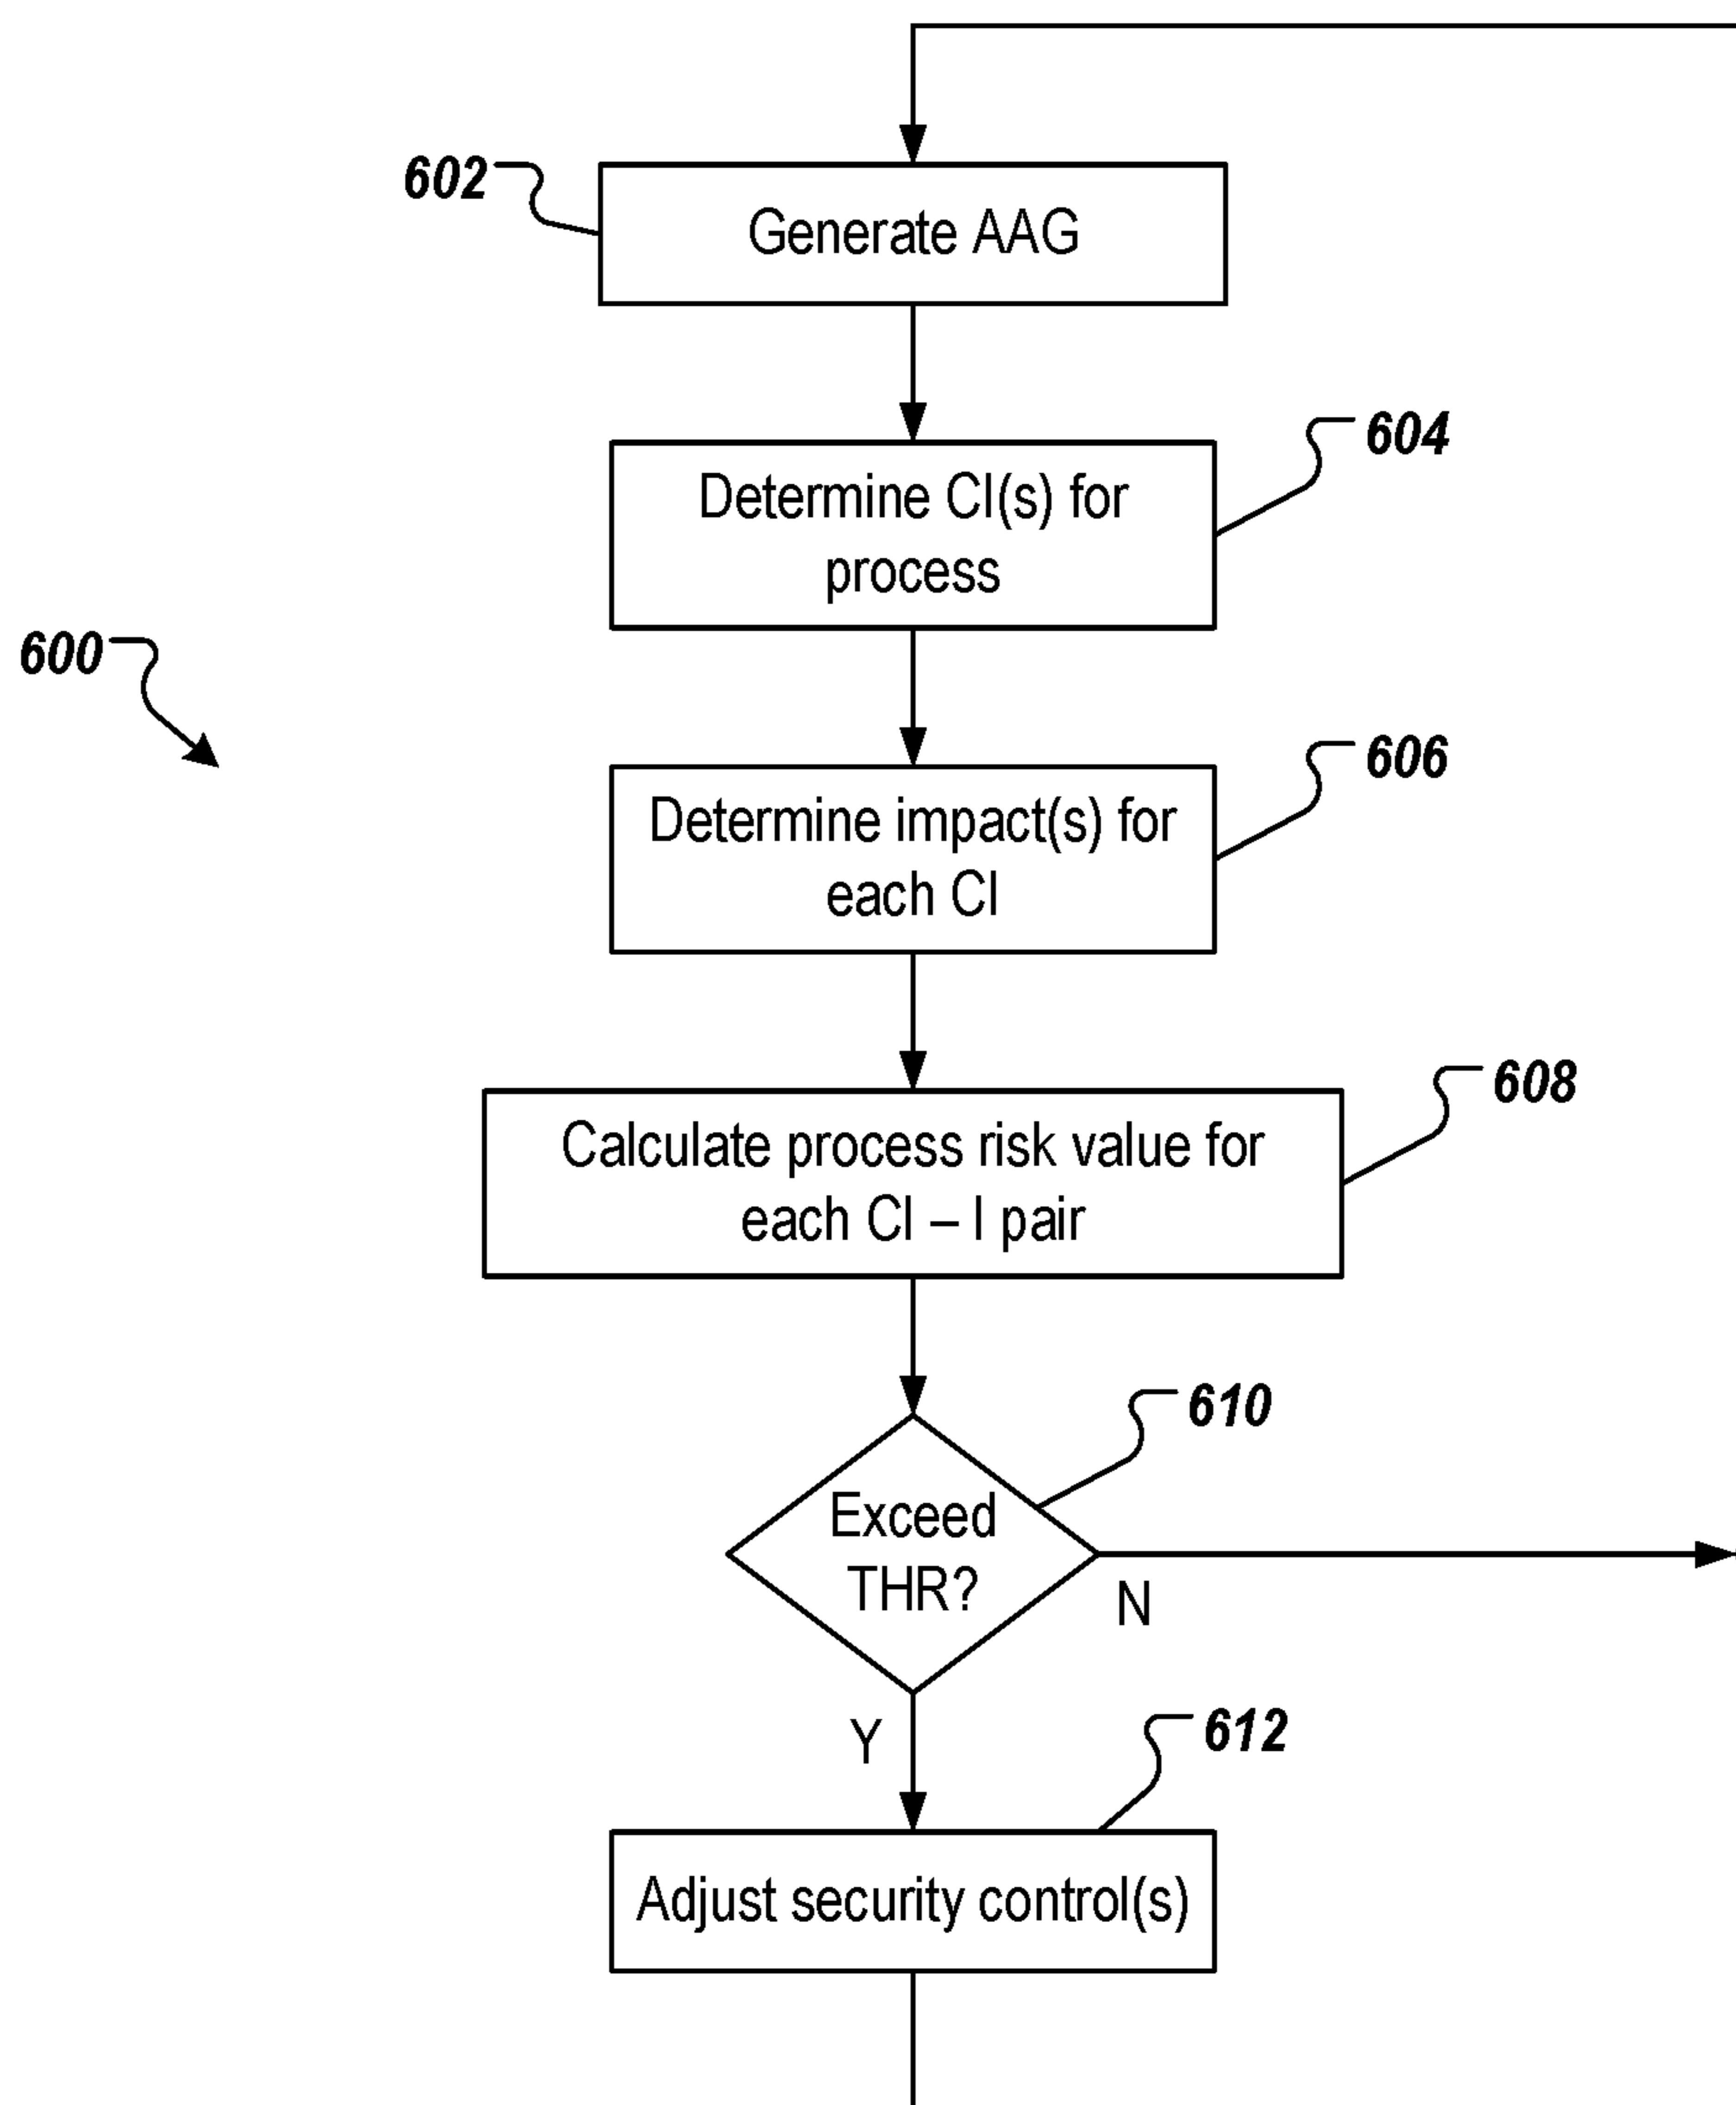 602
Generate AAG
604
Determine CI(s) for
process
600
606
Determine impact(s) for
each CI
608
Calculate process risk value for
each CI – I pair
610
Exceed
THR?
N
Y
612
Adjust security control(s)